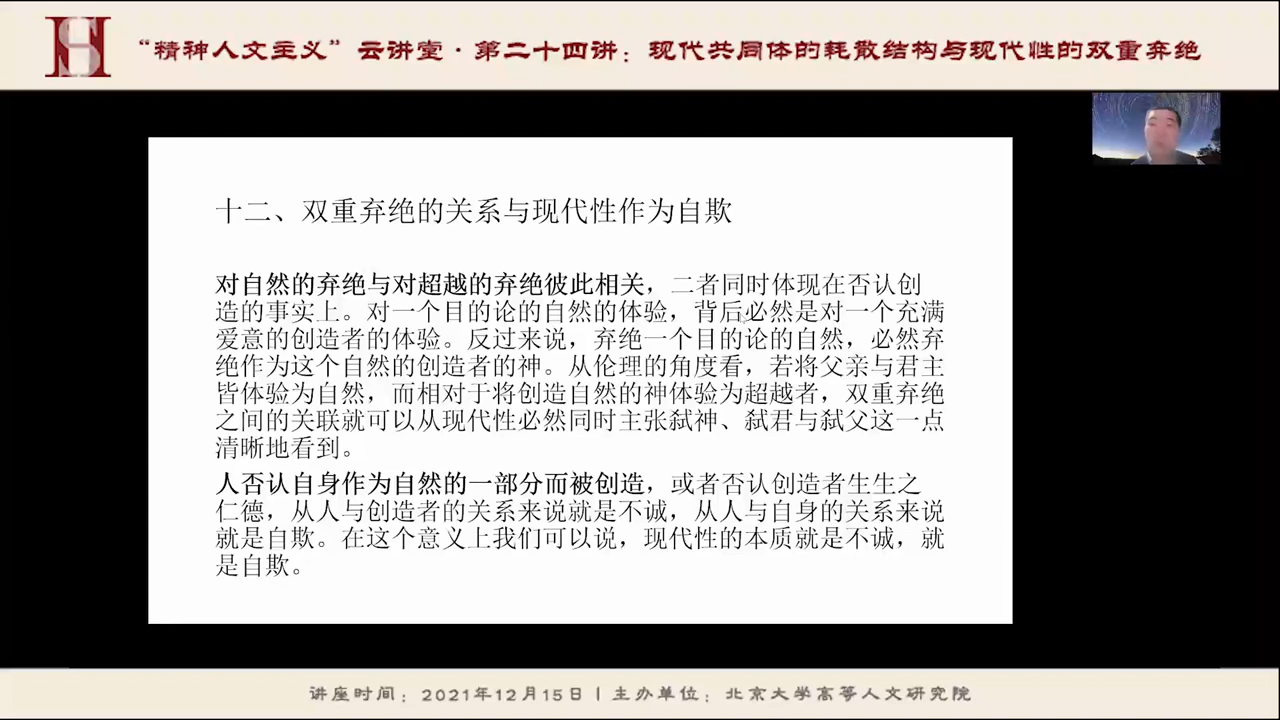 “精神人文主义”云讲堂·第二十四讲：现代共同体的耗散结构与现代性的双重弃绝
十二、双重弃绝的关系与现代性作为自欺
对自然的弃绝与对超越的弃绝彼此相关，二者同时体现在否认创
造的事实上。对一个目的论的自然的体验，背后必然是对一个充满
爱意的创造者的体验。反过来说，弃绝一个目的论的自然，必然弃
绝作为这个自然的创造者的神。从伦理的角度看，若将父亲与君主
皆体验为自然，而相对于将创造自然的神体验为超越者，双重弃绝
之间的关联就可以从现代性必然同时主张弑神、弑君与弑父这一点
清晰地看到。
人否认自身作为自然的一部分而被创造，或者否认创造者生生之
仁德，从人与创造者的关系来说就是不诚，从人与自身的关系来说
就是自欺。在这个意义上我们可以说，现代性的本质就是不诚，就
是自欺。
讲座时间：2021年12月15日丨主办单位：北京大学高等人文研究院